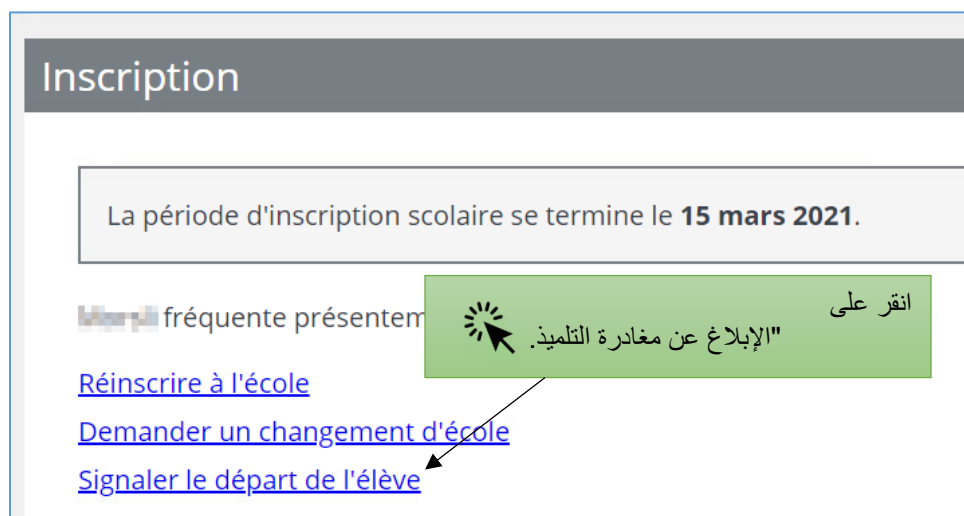 Inscription
La période d'inscription scolaire se termine le 15 mars 2021.
fréquente présentem
انقر على
"الإبلاغ عن مغادرة التلميذ.
Réinscrire à l'école
Demander un changement d'école
Signaler le départ de l'élève